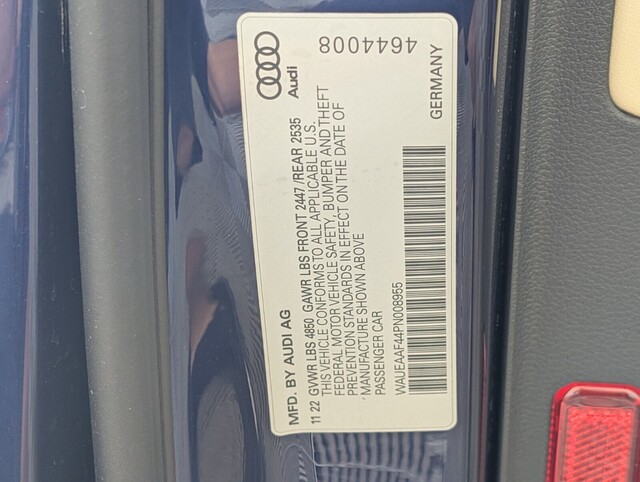 MFD. BY AUDI AG
11 22 GVWR LBS 4850 GAWR LBS FRONT 2447/REAR 2535
THIS VEHICLE CONFORMS TO ALL APPLICABLE U.S.
FEDERAL MOTOR VEHICLE SAFETY, BUMPER AND THEFT
PREVENTION STANDARDS IN EFFECT ON THE DATE OF
MANUFACTURE SHOWN ABOVE
PASSENGER CAR
WAUEAAF44PN008955
GERMANY
Audi
4644008